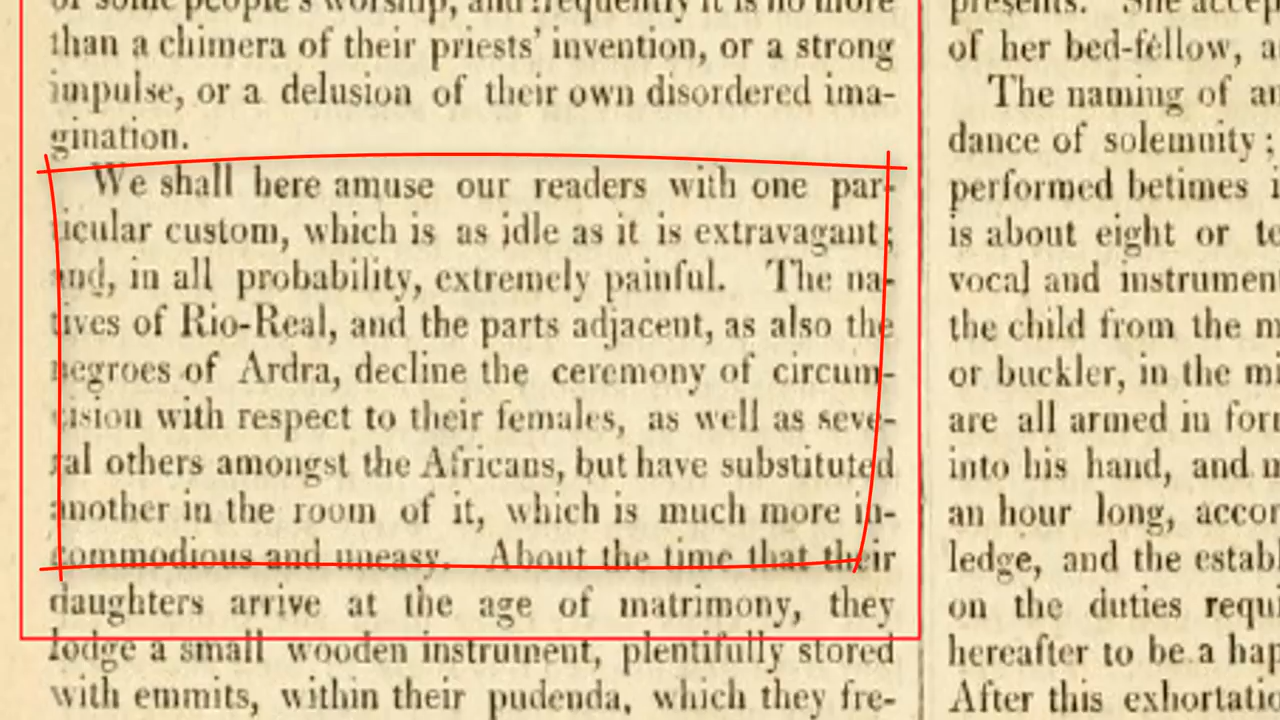 of some people's worship, and frequently it is no more
than a chimera of their priests' invention, or a strong
impulse, or a delusion of their own disordered ima-
gination.
We shall here amuse our readers with one par-
ticular custom, which is as idle as it is extravagant;
and, in all probability, extremely painful. The na-
tives of Rio-Real, and the parts adjacent, as also the
negroes of Ardra, decline the ceremony of circum-
cision with respect to their females, as well as seve-
ral others amongst the Africans, but have substituted
another in the room of it, which is much more in-
commodious and uneasy. About the time that their
daughters arrive at the age of matrimony, they
lodge a small wooden instrument, plentifully stored
with emmits, within their pudenda, which they fre-
presents. She accep
of her bed-fellow, a
The naming of an
dance of solemnity;
performed betimes i
is about eight or te
vocal and instrumen
the child from the m
or buckler, in the mi
are all armed in for
into his hand, and m
an hour long, accor
ledge, and the establ
on the duties requi
hereafter to be a hap
After this exhortatio